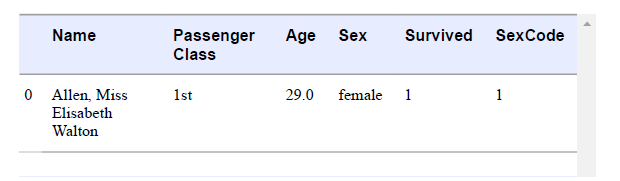 Name Passenger Class Age Sex Survived SexCode
0 Allen, Miss Elisabeth Walton 1st 29.0 female 1 1